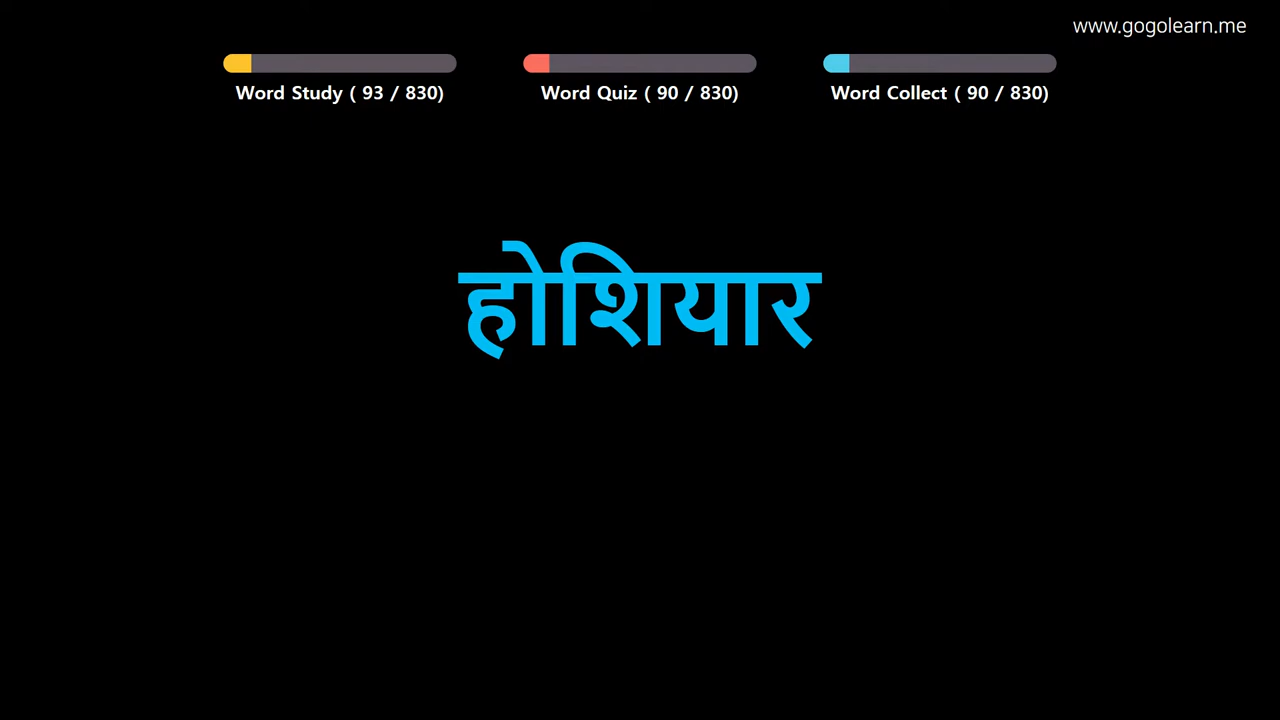 www.gogolearn.me
Word Study ( 93 / 830)
Word Quiz ( 90 / 830)
Word Collect ( 90 / 830)
होशियार